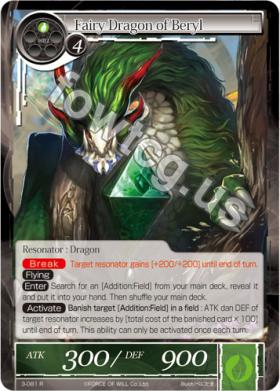 Fairy Dragon of Beryl
4
fowtcg.us
Resonator : Dragon
Break Target resonator gains [+200/+200] until end of turn.
Flying
Enter Search for an [Addition:Field] from your main deck, reveal it
and put it into your hand. Then shuffle your main deck.
Activate Banish target [Addition:Field] in a field : ATK dan DEF of
target resonator increases by [total cost of the banished card × 100]
until end of turn. This ability can only be activated once each turn.
ATK 300/ DEF 900
3-081 R ©FORCE OF WILL Co.,Ltd.